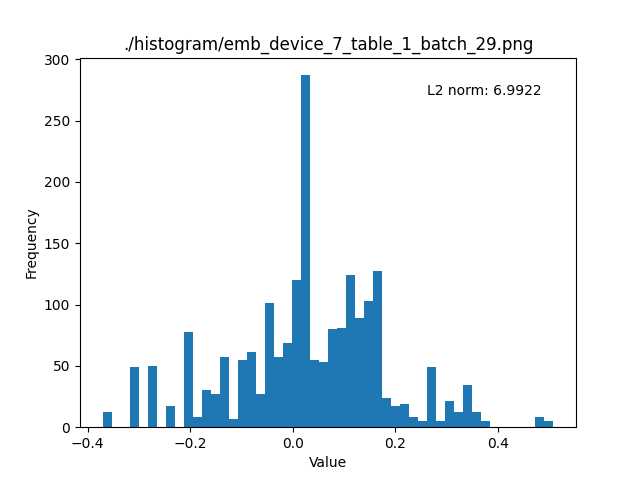 ./histogram/emb_device_7_table_1_batch_29.png
L2 norm: 6.9922
300
250
200
150
100
50
0
Frequency
−0.4 −0.2 0.0 0.2 0.4
Value